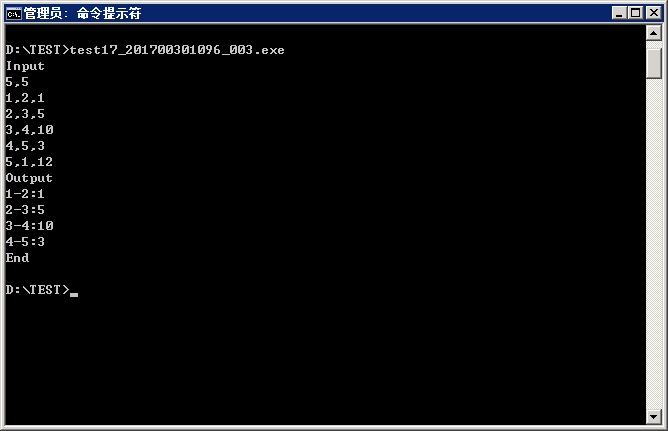 管理员: 命令提示符
D:\TEST>test17_201700301096_003.exe
Input
5,5
1,2,1
2,3,5
3,4,10
4,5,3
5,1,12
Output
1-2:1
2-3:5
3-4:10
4-5:3
End
D:\TEST>_